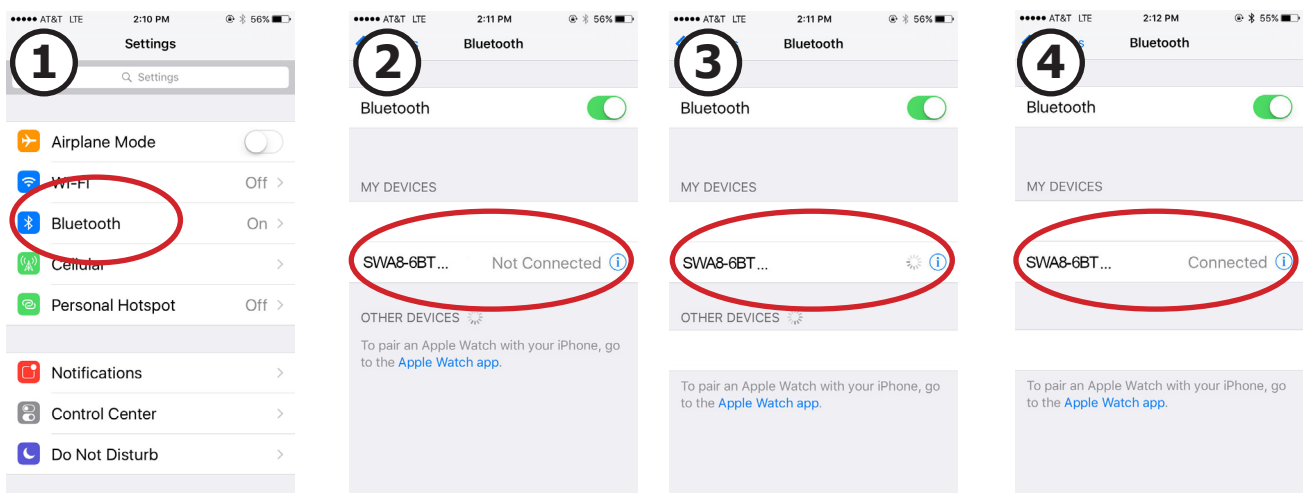 AT&T LTE 2:10 PM 56%
1
Settings
Settings
Airplane Mode
Wi-Fi Off
Bluetooth On
Cellular
Personal Hotspot Off
Notifications
Control Center
Do Not Disturb
AT&T LTE 2:11 PM 56%
2
Bluetooth
Bluetooth
MY DEVICES
SWA8-6BT... Not Connected
OTHER DEVICES
To pair an Apple Watch with your iPhone, go
to the Apple Watch app.
AT&T LTE 2:11 PM 56%
3
Bluetooth
Bluetooth
MY DEVICES
SWA8-6BT...
OTHER DEVICES
To pair an Apple Watch with your iPhone, go
to the Apple Watch app.
AT&T LTE 2:12 PM 55%
4
Bluetooth
Bluetooth
MY DEVICES
SWA8-6BT... Connected
To pair an Apple Watch with your iPhone, go
to the Apple Watch app.